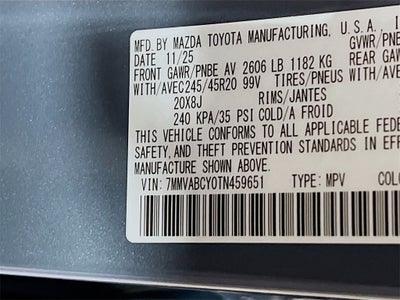 MFD. BY MAZDA TOYOTA MANUFACTURING, U.S.A. I
DATE 11/25 GVWR/PNB
FRONT GAWR/PNBE AV 2606 LB 1182 KG REAR GAW
WITH/AVEC245/45R20 99V TIRES/PNEUS WITH/AVE
20X8J RIMS/JANTES
240 KPA/35 PSI COLD/A FROID
THIS VEHICLE CONFORMS TO ALL APPLICABLE FEDE
SAFETY, AND THEFT PREVENTION STANDARDS IN EFF
MANUFACTURE SHOWN ABOVE.
VIN: 7MMVABCY0TN459651 TYPE: MPV COLO